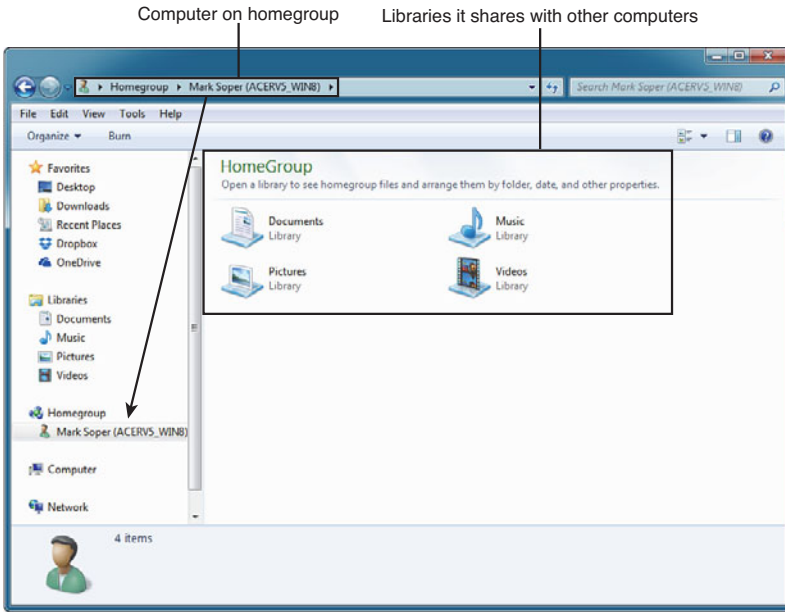 Computer on homegroup
Libraries it shares with other computers
Homegroup
Mark Soper (ACERV5_WIN8)
Search Mark Soper (ACERV5_WIN8)
File Edit View Tools Help
Organize Burn
Favorites
Desktop
Downloads
Recent Places
Dropbox
OneDrive
Libraries
Documents
Music
Pictures
Videos
Homegroup
Mark Soper (ACERV5_WIN8)
Computer
Network
HomeGroup
Open a library to see homegroup files and arrange them by folder, date, and other properties.
Documents
Library
Music
Library
Pictures
Library
Videos
Library
4 items